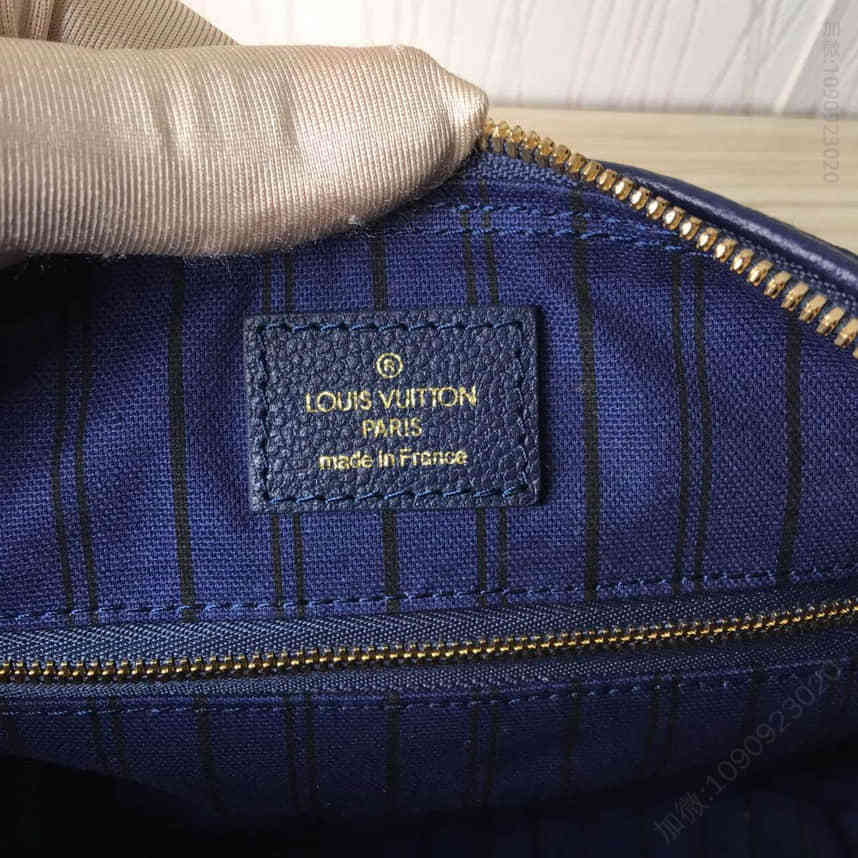 ®
LOUIS VUITTON
PARIS
made in France
加微:1090923020